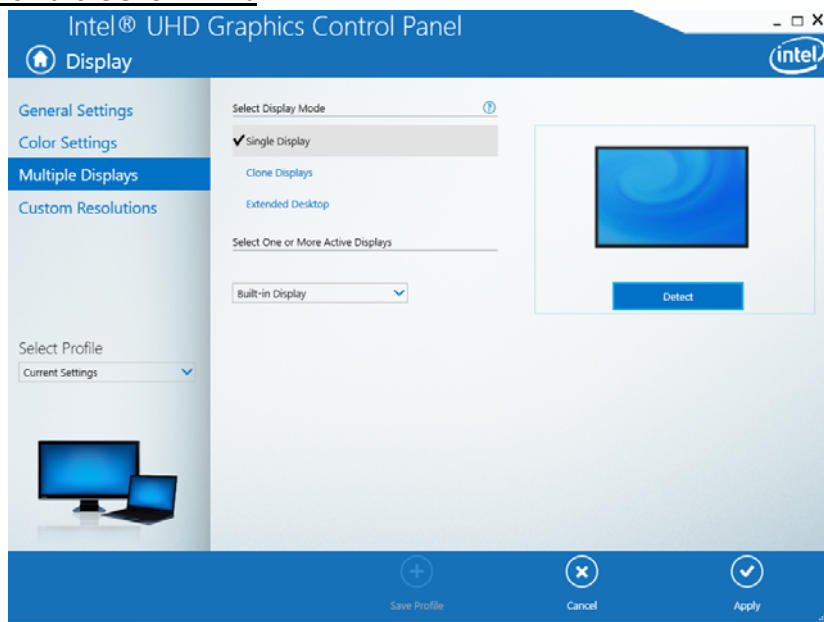 Intel® UHD Graphics Control Panel
Display
intel
General Settings
Color Settings
Multiple Displays
Custom Resolutions
Select Profile
Current Settings
Select Display Mode
Single Display
Clone Displays
Extended Desktop
Select One or More Active Displays
Built-in Display
Detect
Save Profile
Cancel
Apply